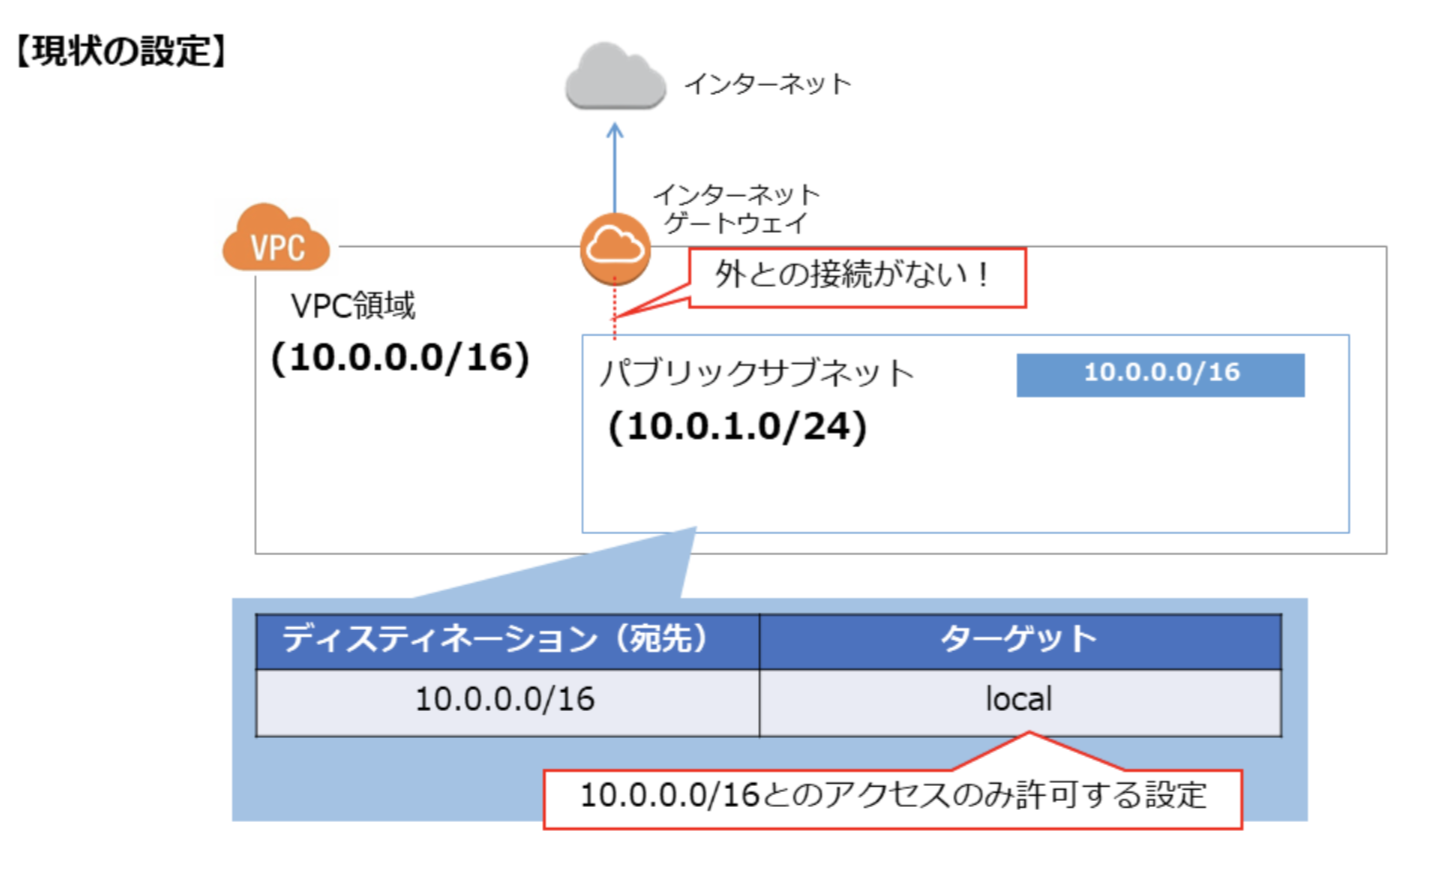 【現状の設定】
インターネット
インターネット
ゲートウェイ
VPC
外との接続がない！
VPC領域
(10.0.0.0/16)
パブリックサブネット
10.0.0.0/16
(10.0.1.0/24)
ディスティネーション（宛先）
ターゲット
10.0.0.0/16
local
10.0.0.0/16とのアクセスのみ許可する設定